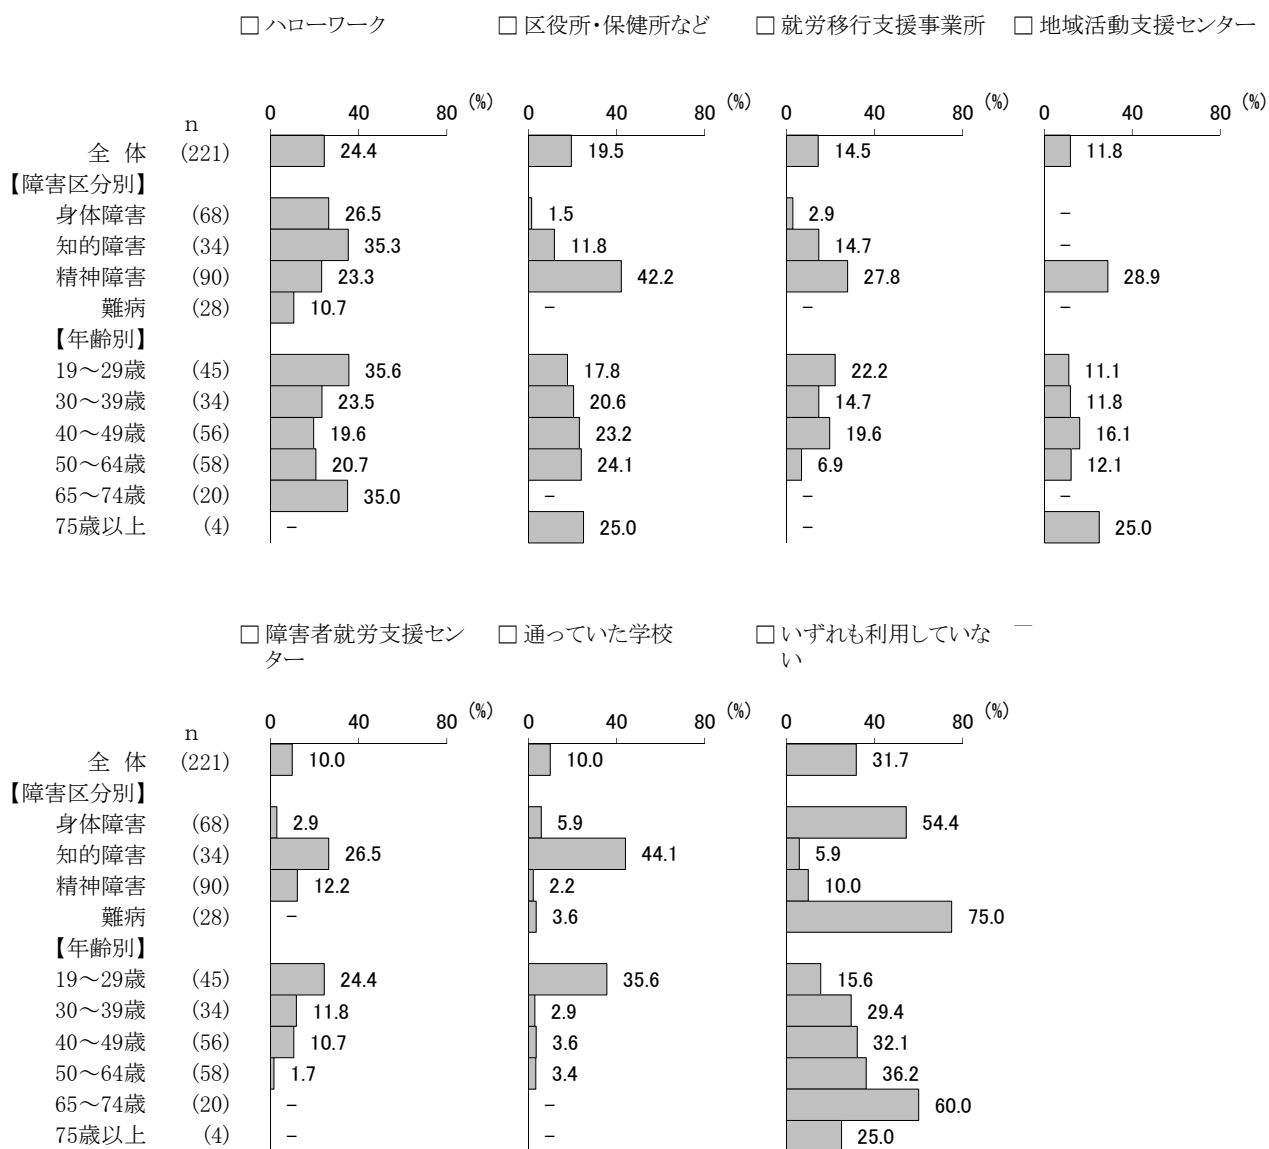 □ ハローワーク □ 区役所・保健所など □ 就労移行支援事業所 □ 地域活動支援センター
0 40 80 (%) 0 40 80 (%) 0 40 80 (%) 0 40 80 (%)
n
全 体 (221) 24.4 19.5 14.5 11.8
【障害区分別】
身体障害 (68) 26.5 1.5 2.9 −
知的障害 (34) 35.3 11.8 14.7 −
精神障害 (90) 23.3 42.2 27.8 28.9
難病 (28) 10.7 − − −
【年齢別】
19～29歳 (45) 35.6 17.8 22.2 11.1
30～39歳 (34) 23.5 20.6 14.7 11.8
40～49歳 (56) 19.6 23.2 19.6 16.1
50～64歳 (58) 20.7 24.1 6.9 12.1
65～74歳 (20) 35.0 − − −
75歳以上 (4) − 25.0 − 25.0
□ 障害者就労支援セン □ 通っていた学校 □ いずれも利用していな
ター い
0 40 80 (%) 0 40 80 (%) 0 40 80 (%)
n
全 体 (221) 10.0 10.0 31.7
【障害区分別】
身体障害 (68) 2.9 5.9 54.4
知的障害 (34) 26.5 44.1 5.9
精神障害 (90) 12.2 2.2 10.0
難病 (28) − 3.6 75.0
【年齢別】
19～29歳 (45) 24.4 35.6 15.6
30～39歳 (34) 11.8 2.9 29.4
40～49歳 (56) 10.7 3.6 32.1
50～64歳 (58) 1.7 3.4 36.2
65～74歳 (20) − − 60.0
75歳以上 (4) − − 25.0